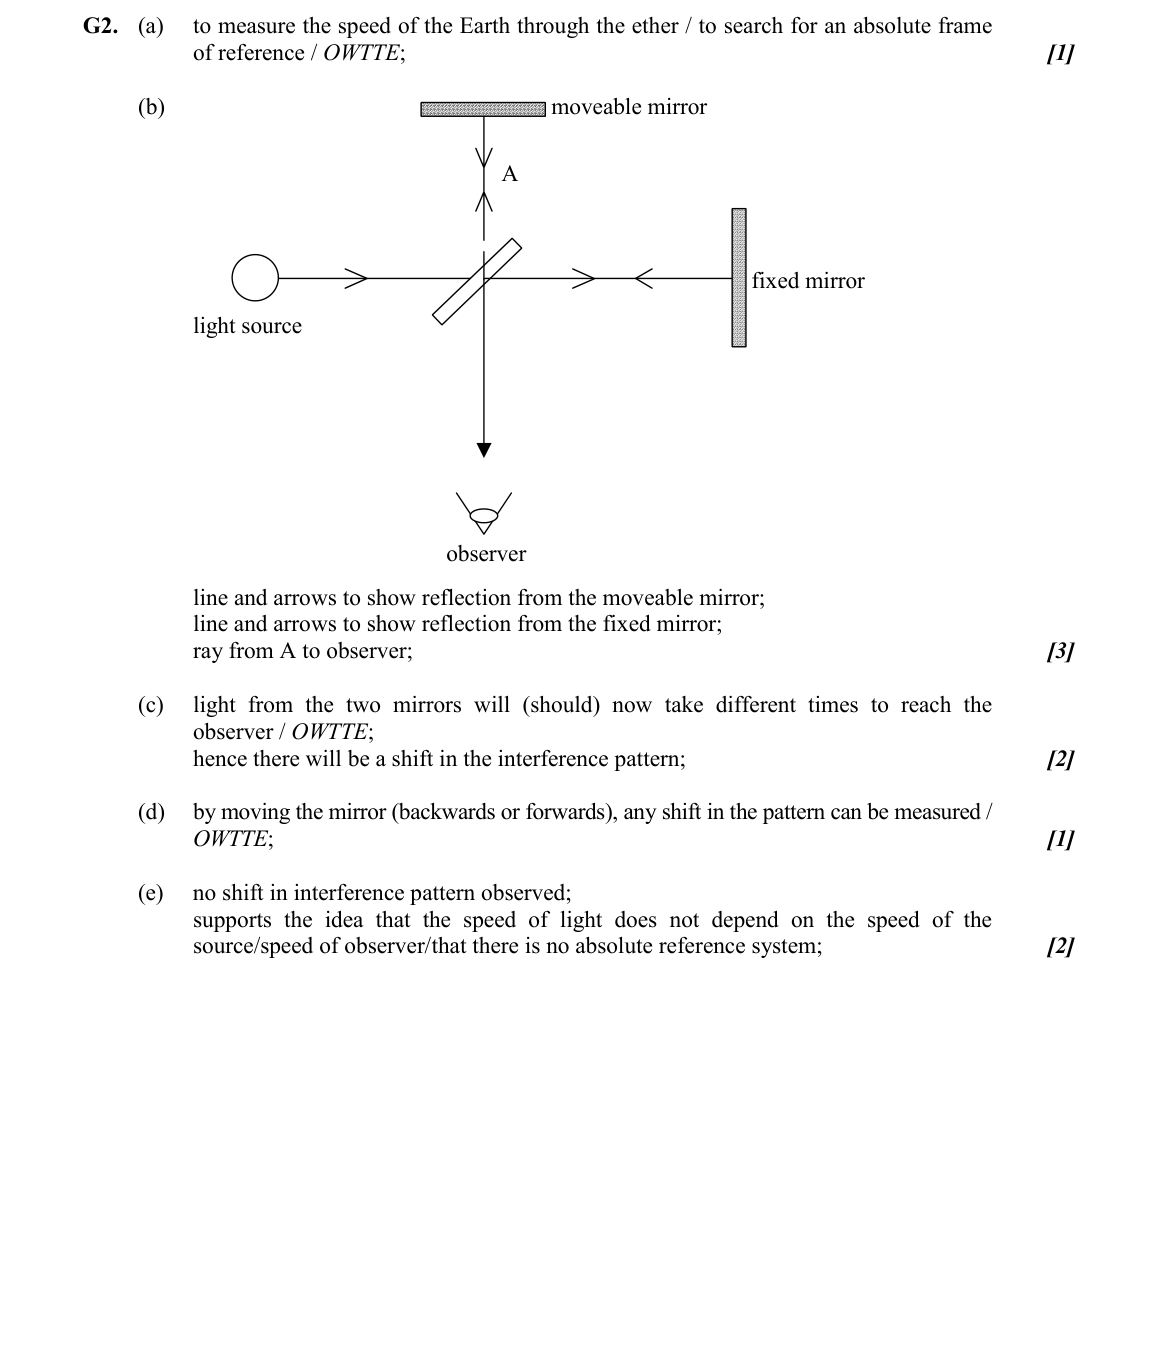 G2. (a) to measure the speed of the Earth through the ether / to search for an absolute frame
of reference / OWTTE; [1]
(b)
moveable mirror
A
fixed mirror
light source
observer
line and arrows to show reflection from the moveable mirror;
line and arrows to show reflection from the fixed mirror;
ray from A to observer; [3]
(c) light from the two mirrors will (should) now take different times to reach the
observer / OWTTE;
hence there will be a shift in the interference pattern; [2]
(d) by moving the mirror (backwards or forwards), any shift in the pattern can be measured /
OWTTE; [1]
(e) no shift in interference pattern observed;
supports the idea that the speed of light does not depend on the speed of the
source/speed of observer/that there is no absolute reference system; [2]